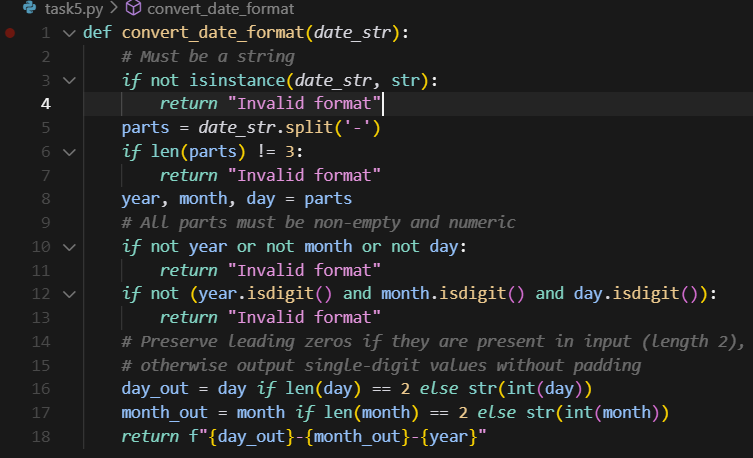 task5.py > convert_date_format
1 def convert_date_format(date_str):
2     # Must be a string
3     if not isinstance(date_str, str):
4         return "Invalid format"
5     parts = date_str.split('-')
6     if len(parts) != 3:
7         return "Invalid format"
8     year, month, day = parts
9     # All parts must be non-empty and numeric
10     if not year or not month or not day:
11         return "Invalid format"
12     if not (year.isdigit() and month.isdigit() and day.isdigit()):
13         return "Invalid format"
14     # Preserve leading zeros if they are present in input (length 2),
15     # otherwise output single-digit values without padding
16     day_out = day if len(day) == 2 else str(int(day))
17     month_out = month if len(month) == 2 else str(int(month))
18     return f"{day_out}-{month_out}-{year}"